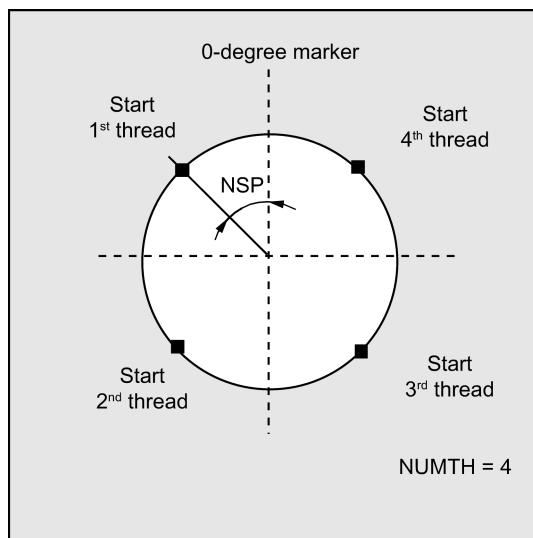 0-degree marker
Start
1st thread
Start
4th thread
NSP
Start
2nd thread
Start
3rd thread
NUMTH = 4